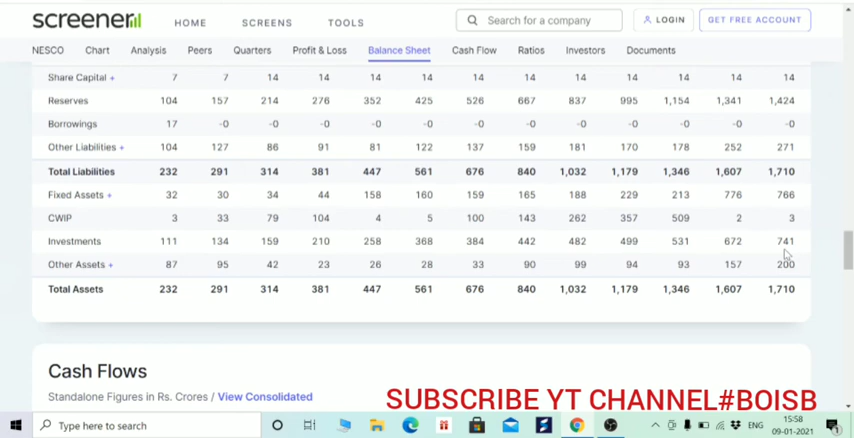 screener
HOME SCREENS TOOLS
Search for a company
LOGIN
GET FREE ACCOUNT
NESCO Chart Analysis Peers Quarters Profit & Loss Balance Sheet Cash Flow Ratios Investors Documents
Share Capital + 7 7 14 14 14 14 14 14 14 14 14 14 14
Reserves 104 157 214 276 352 425 526 667 837 995 1,154 1,341 1,424
Borrowings 17 -0 -0 -0 -0 -0 -0 -0 -0 -0 -0 -0 -0
Other Liabilities + 104 127 86 91 81 122 137 159 181 170 178 252 271
Total Liabilities 232 291 314 381 447 561 676 840 1,032 1,179 1,346 1,607 1,710
Fixed Assets + 32 30 34 44 158 160 159 165 188 229 213 776 766
CWIP 3 33 79 104 4 5 100 143 262 357 509 2 3
Investments 111 134 159 210 258 368 384 442 482 499 531 672 741
Other Assets + 87 95 42 23 26 28 33 90 99 94 93 157 200
Total Assets 232 291 314 381 447 561 676 840 1,032 1,179 1,346 1,607 1,710
Cash Flows
Standalone Figures in Rs. Crores / View Consolidated
SUBSCRIBE YT CHANNEL#BOISB
Type here to search
ENG
15:58
09-01-2021